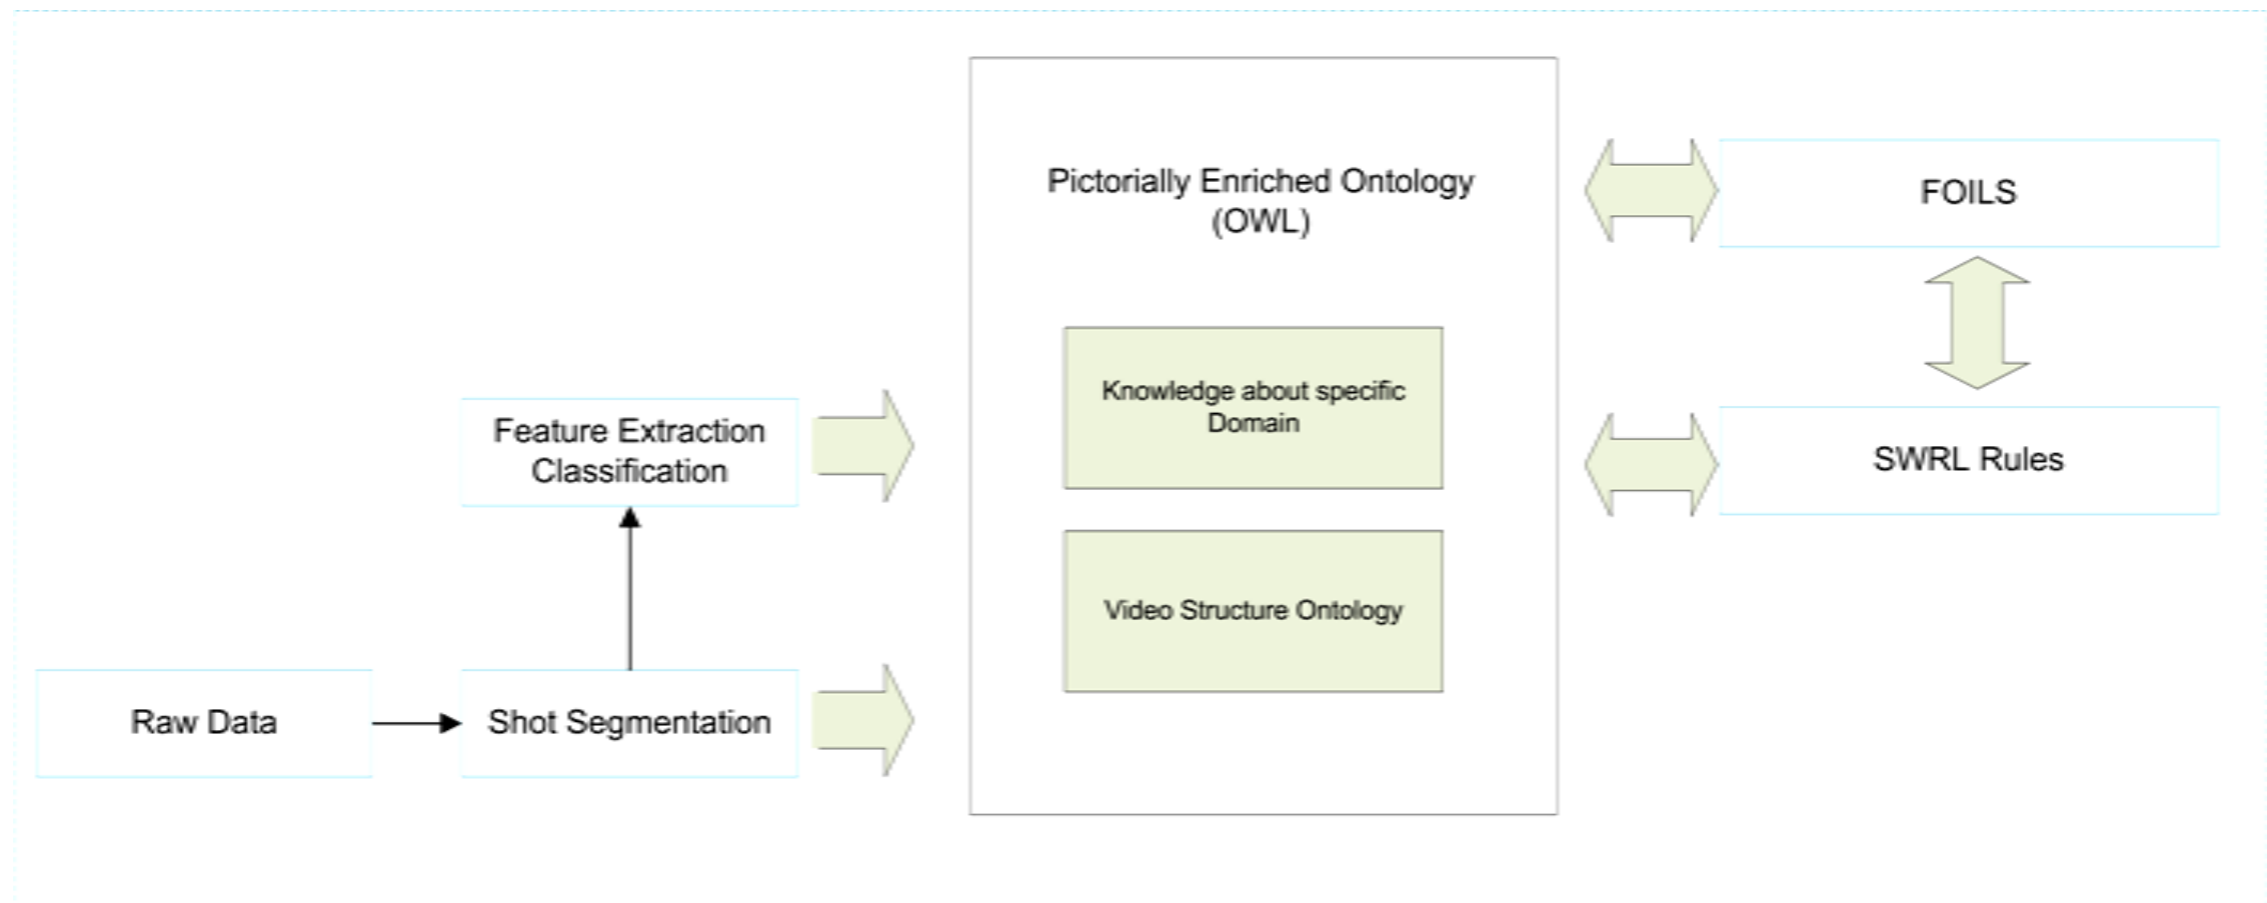 Pictorially Enriched Ontology
(OWL)
FOILS
Knowledge about specific
Domain
Feature Extraction
Classification
SWRL Rules
Video Structure Ontology
Raw Data
Shot Segmentation